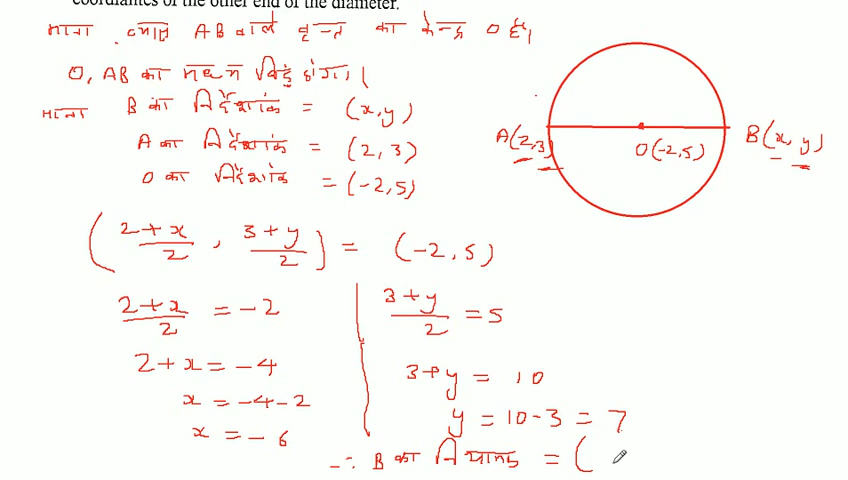 coordiantes of the other end of the diameter.
माना व्यास AB वाले वृत्त का केन्द्र O है।
O, AB का मध्य बिंदु होगा।
माना B का निर्देशांक = (x,y)
A का निर्देशांक = (2, 3)
O का निर्देशांक = (-2,5)
A(2,3)
O(-2,5)
B(x, y)
(2+x/2 , 3+y/2) = (-2, 5)
2+x/2 = -2
2+x = -4
x = -4-2
x = -6
3+y/2 = 5
3+y = 10
y = 10-3 = 7
∴ B का = (